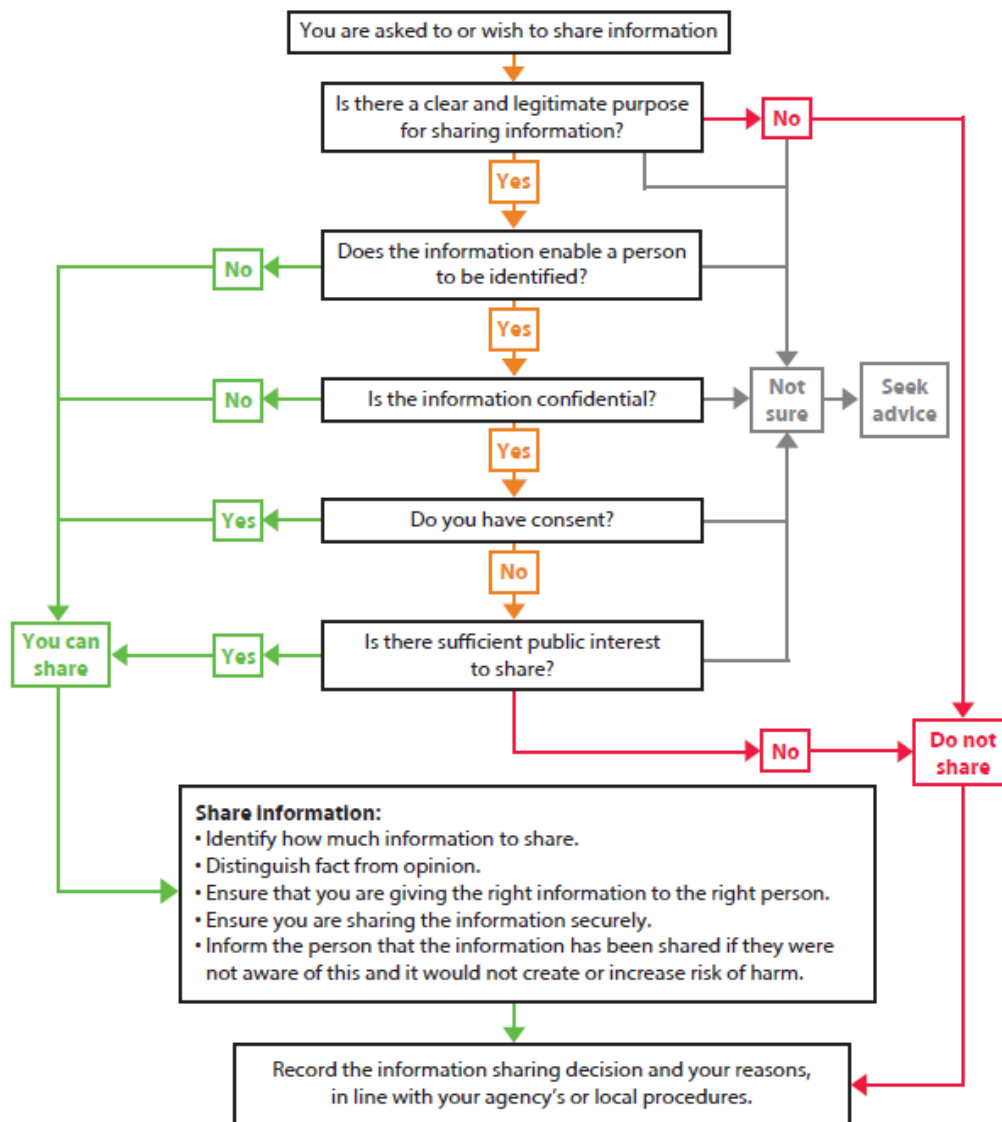 You are asked to or wish to share information
Is there a clear and legitimate purpose
for sharing information?
No
Yes
Does the information enable a person
to be identified?
No
Yes
Is the information confidential?
No
Not
sure
Seek
advice
Yes
Do you have consent?
Yes
No
Is there sufficient public interest
to share?
You can
share
Yes
No
Do not
share
Share information:
• Identify how much information to share.
• Distinguish fact from opinion.
• Ensure that you are giving the right information to the right person.
• Ensure you are sharing the information securely.
• Inform the person that the information has been shared if they were
not aware of this and it would not create or increase risk of harm.
Record the information sharing decision and your reasons,
in line with your agency's or local procedures.